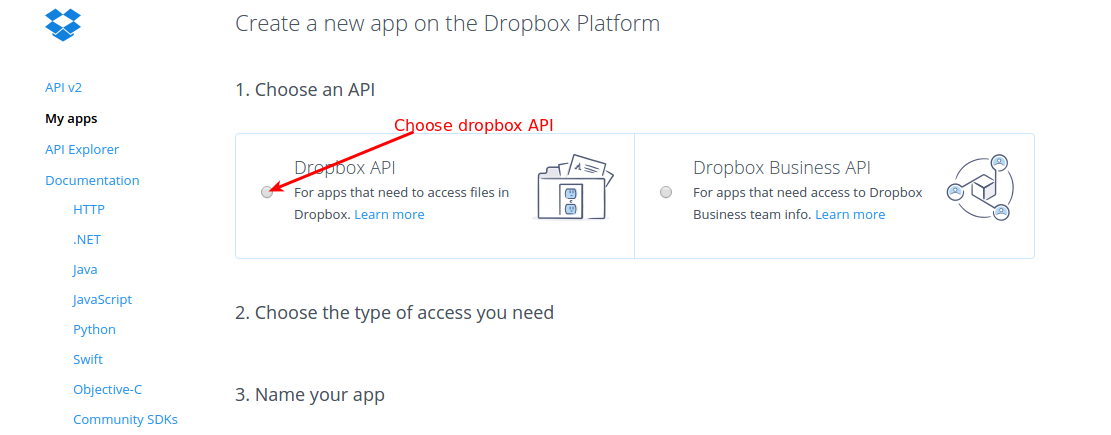 Create a new app on the Dropbox Platform
API v2
My apps
API Explorer
Documentation
HTTP
.NET
Java
JavaScript
Python
Swift
Objective-C
Community SDKs
1. Choose an API
Choose dropbox API
Dropbox API
For apps that need to access files in
Dropbox. Learn more
Dropbox Business API
For apps that need access to Dropbox
Business team info. Learn more
2. Choose the type of access you need
3. Name your app